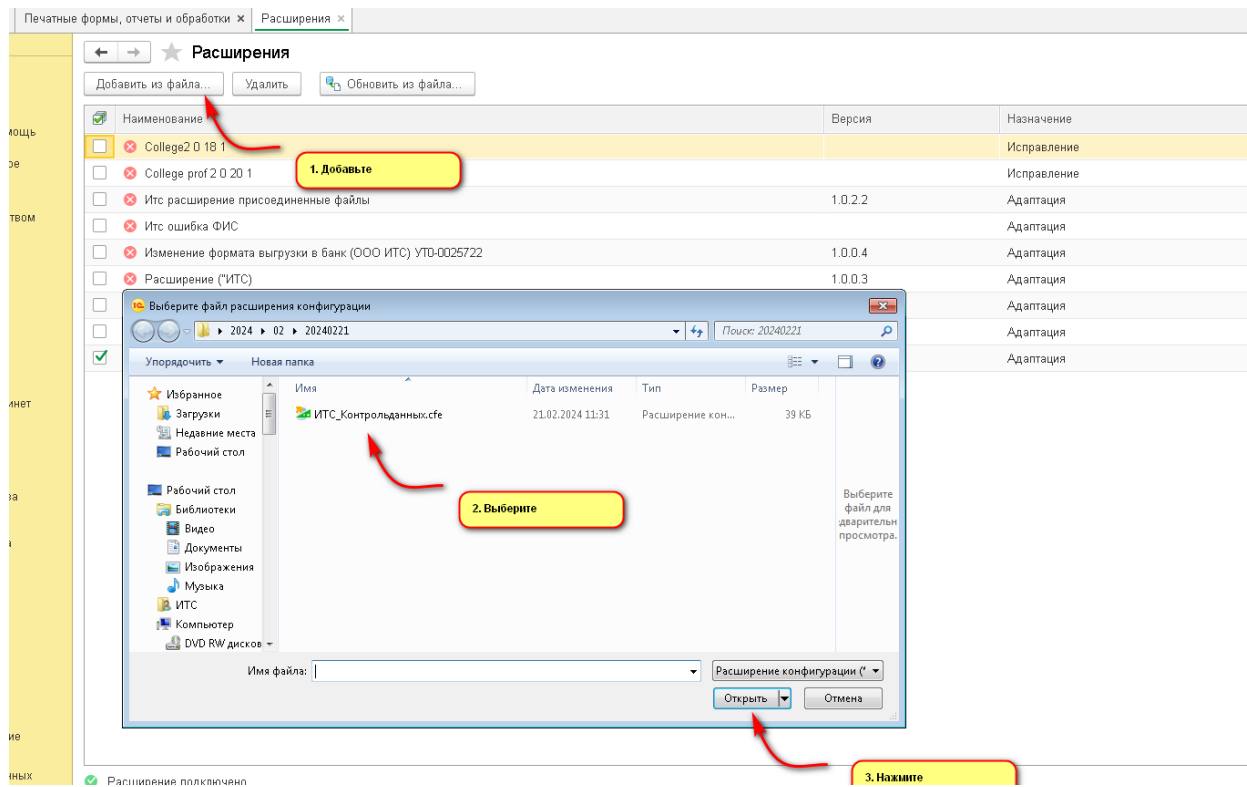 Печатные формы, отчеты и обработки × Расширения ×
Расширения
Добавить из файла... Удалить Обновить из файла...
Наименование Версия Назначение
мощь
College2 0 18 1 Исправление
1. Добавьте
ое
College prof 2 0 20 1 Исправление
Итс расширение присоединенные файлы 1.0.2.2 Адаптация
твом
Итс ошибка ФИС Адаптация
Изменение формата выгрузки в банк (ООО ИТС) УТ0-0025722 1.0.0.4 Адаптация
Расширение ("ИТС) 1.0.0.3 Адаптация
Выберите файл расширения конфигурации Адаптация
2024 02 20240221 Поиск: 20240221 Адаптация
Упорядочить Новая папка Адаптация
Имя Дата изменения Тип Размер
Избранное
инет
Загрузки ИТС_Контрольданных.cfe 21.02.2024 11:31 Расширение кон... 39 КБ
Недавние места
Рабочий стол
Рабочий стол
за
Библиотеки
Видео
Документы
Изображения
Музыка
ИТС
Компьютер
DVD RW дисков
2. Выберите
Выберите
файл для
дварительн
просмотра.
Имя файла: Расширение конфигурации (*
Открыть Отмена
ие
нных
Расширение подключено
3. Нажмите